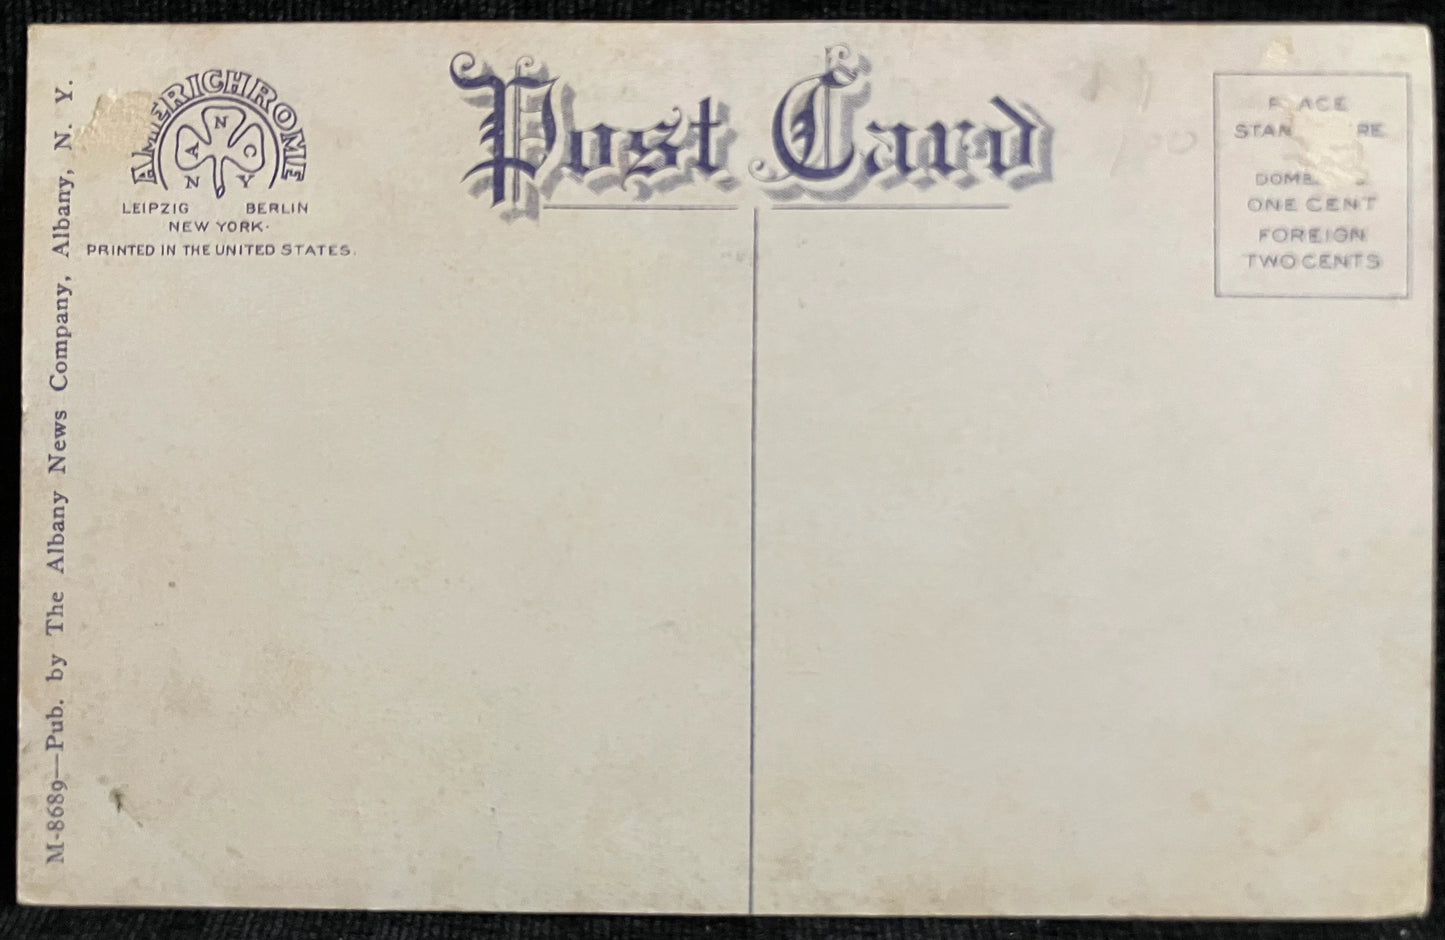 AMERICHROME
N
A C
N Y
LEIPZIG BERLIN
NEW YORK.
PRINTED IN THE UNITED STATES.
M-8689—Pub. by The Albany News Company, Albany, N. Y.
Post Card
ONE CENT
FOREIGN
TWO CENTS